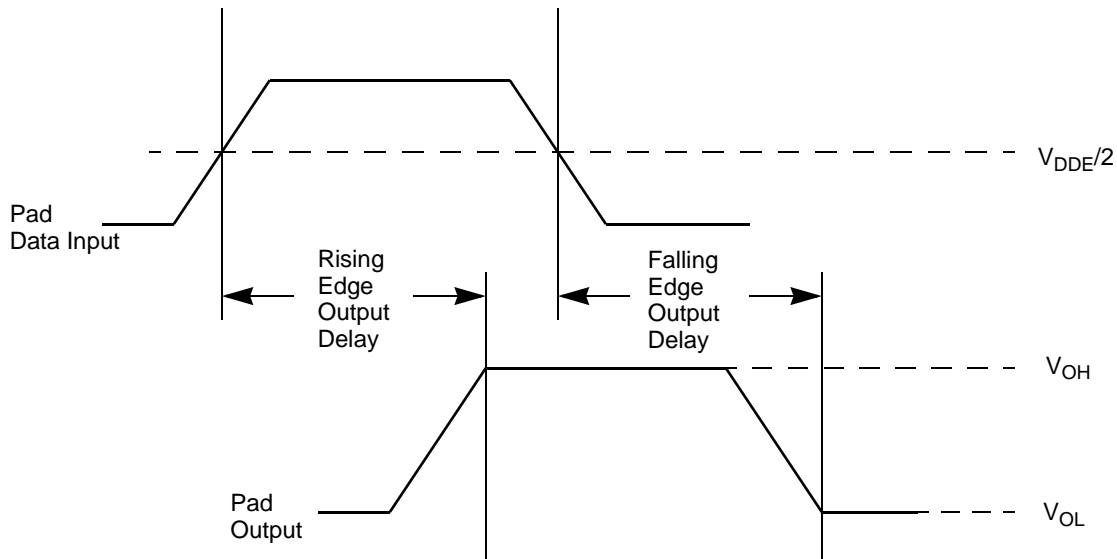 V_DDE/2
Pad
Data Input
Rising
Edge
Output
Delay
Falling
Edge
Output
Delay
V_OH
Pad
Output
V_OL